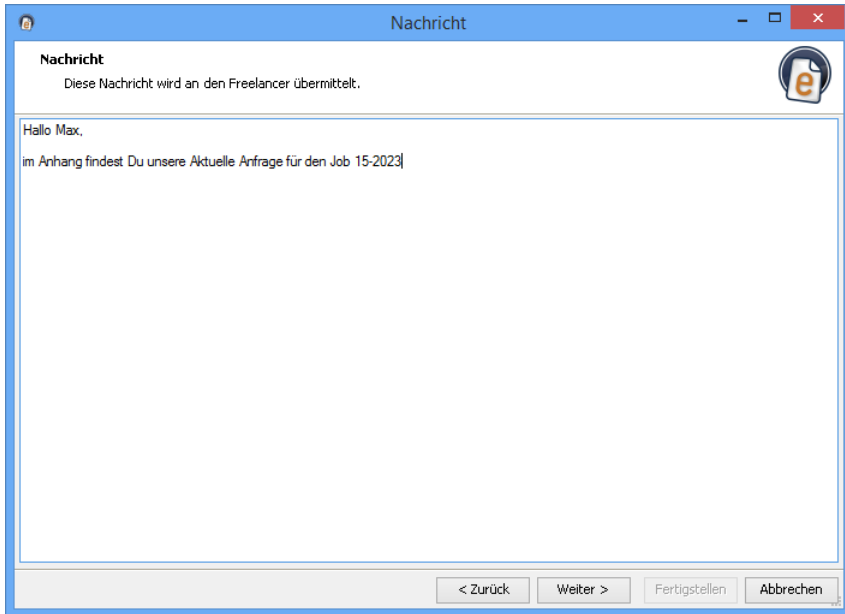 Nachricht
Nachricht
Diese Nachricht wird an den Freelancer übermittelt.
e
Hallo Max,
im Anhang findest Du unsere Aktuelle Anfrage für den Job 15-2023
< Zurück
Weiter >
Fertigstellen
Abbrechen